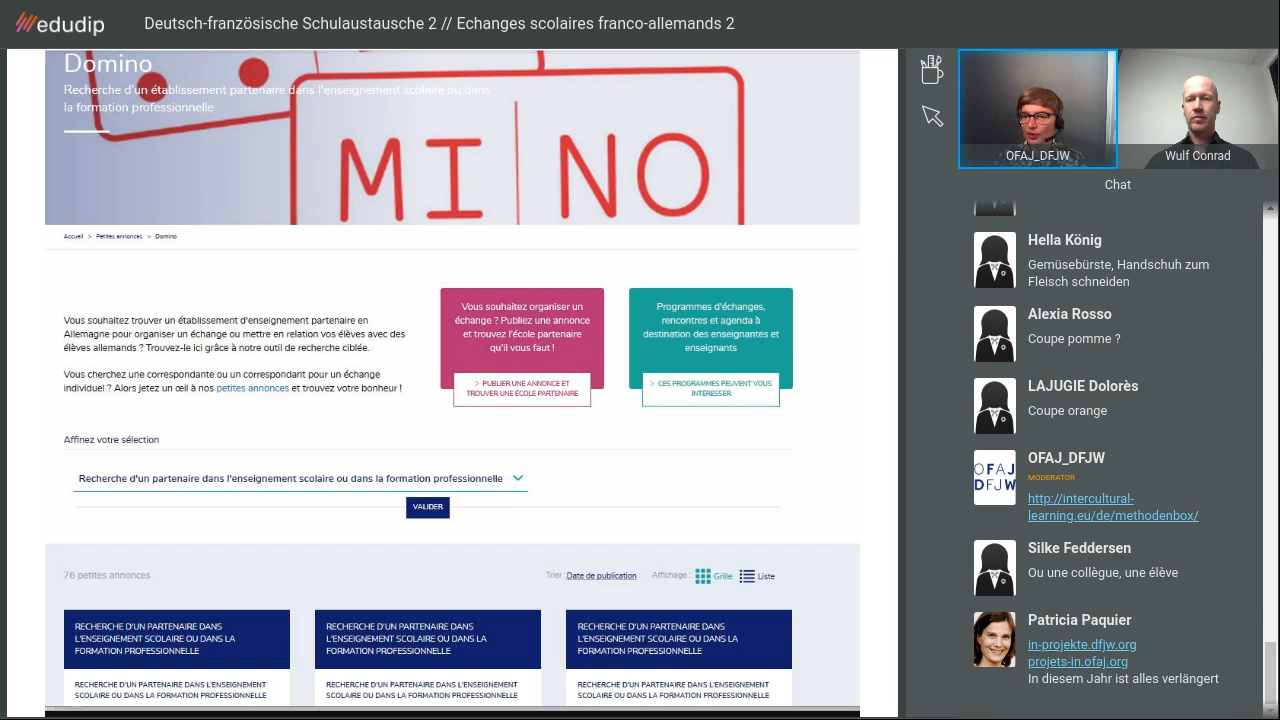 edudip
Deutsch-französische Schulaustausche 2 // Echanges scolaires franco-allemands 2
Domino
Recherche d'un établissement partenaire dans l'enseignement scolaire ou dans
la formation professionnelle
MI NO
Accueil > Petites annonces > Domino
Vous souhaitez trouver un établissement d'enseignement partenaire en
Allemagne pour organiser un échange ou mettre en relation vos élèves avec des
élèves allemands ? Trouvez-le ici grâce à notre outil de recherche ciblée.
Vous cherchez une correspondante ou un correspondant pour un échange
individuel ? Alors jetez un œil à nos petites annonces et trouvez votre bonheur !
Vous souhaitez organiser un
échange ? Publiez une annonce
et trouvez l'école partenaire
qu'il vous faut !
> PUBLIER UNE ANNONCE ET
TROUVER UNE ÉCOLE PARTENAIRE
Programmes d'échanges,
rencontres et agenda à
destination des enseignantes et
enseignants
> CES PROGRAMMES PEUVENT VOUS
INTÉRESSER
Affinez votre sélection
Recherche d'un partenaire dans l'enseignement scolaire ou dans la formation professionnelle
VALIDER
76 petites annonces
Trier : Date de publication
Affichage : Grille Liste
RECHERCHE D'UN PARTENAIRE DANS
L'ENSEIGNEMENT SCOLAIRE OU DANS LA
FORMATION PROFESSIONNELLE
RECHERCHE D'UN PARTENAIRE DANS L'ENSEIGNEMENT
SCOLAIRE OU DANS LA FORMATION PROFESSIONNELLE
RECHERCHE D'UN PARTENAIRE DANS
L'ENSEIGNEMENT SCOLAIRE OU DANS LA
FORMATION PROFESSIONNELLE
RECHERCHE D'UN PARTENAIRE DANS L'ENSEIGNEMENT
SCOLAIRE OU DANS LA FORMATION PROFESSIONNELLE
RECHERCHE D'UN PARTENAIRE DANS
L'ENSEIGNEMENT SCOLAIRE OU DANS LA
FORMATION PROFESSIONNELLE
RECHERCHE D'UN PARTENAIRE DANS L'ENSEIGNEMENT
SCOLAIRE OU DANS LA FORMATION PROFESSIONNELLE
OFAJ_DFJW
Wulf Conrad
Chat
Hella König
Gemüsebürste, Handschuh zum
Fleisch schneiden
Alexia Rosso
Coupe pomme ?
LAJUGIE Dolorès
Coupe orange
OFAJ
DFJW
OFAJ_DFJW
MODERATOR
http://intercultural-
learning.eu/de/methodenbox/
Silke Feddersen
Ou une collègue, une élève
Patricia Paquier
in-projekte.dfjw.org
projets-in.ofaj.org
In diesem Jahr ist alles verlängert